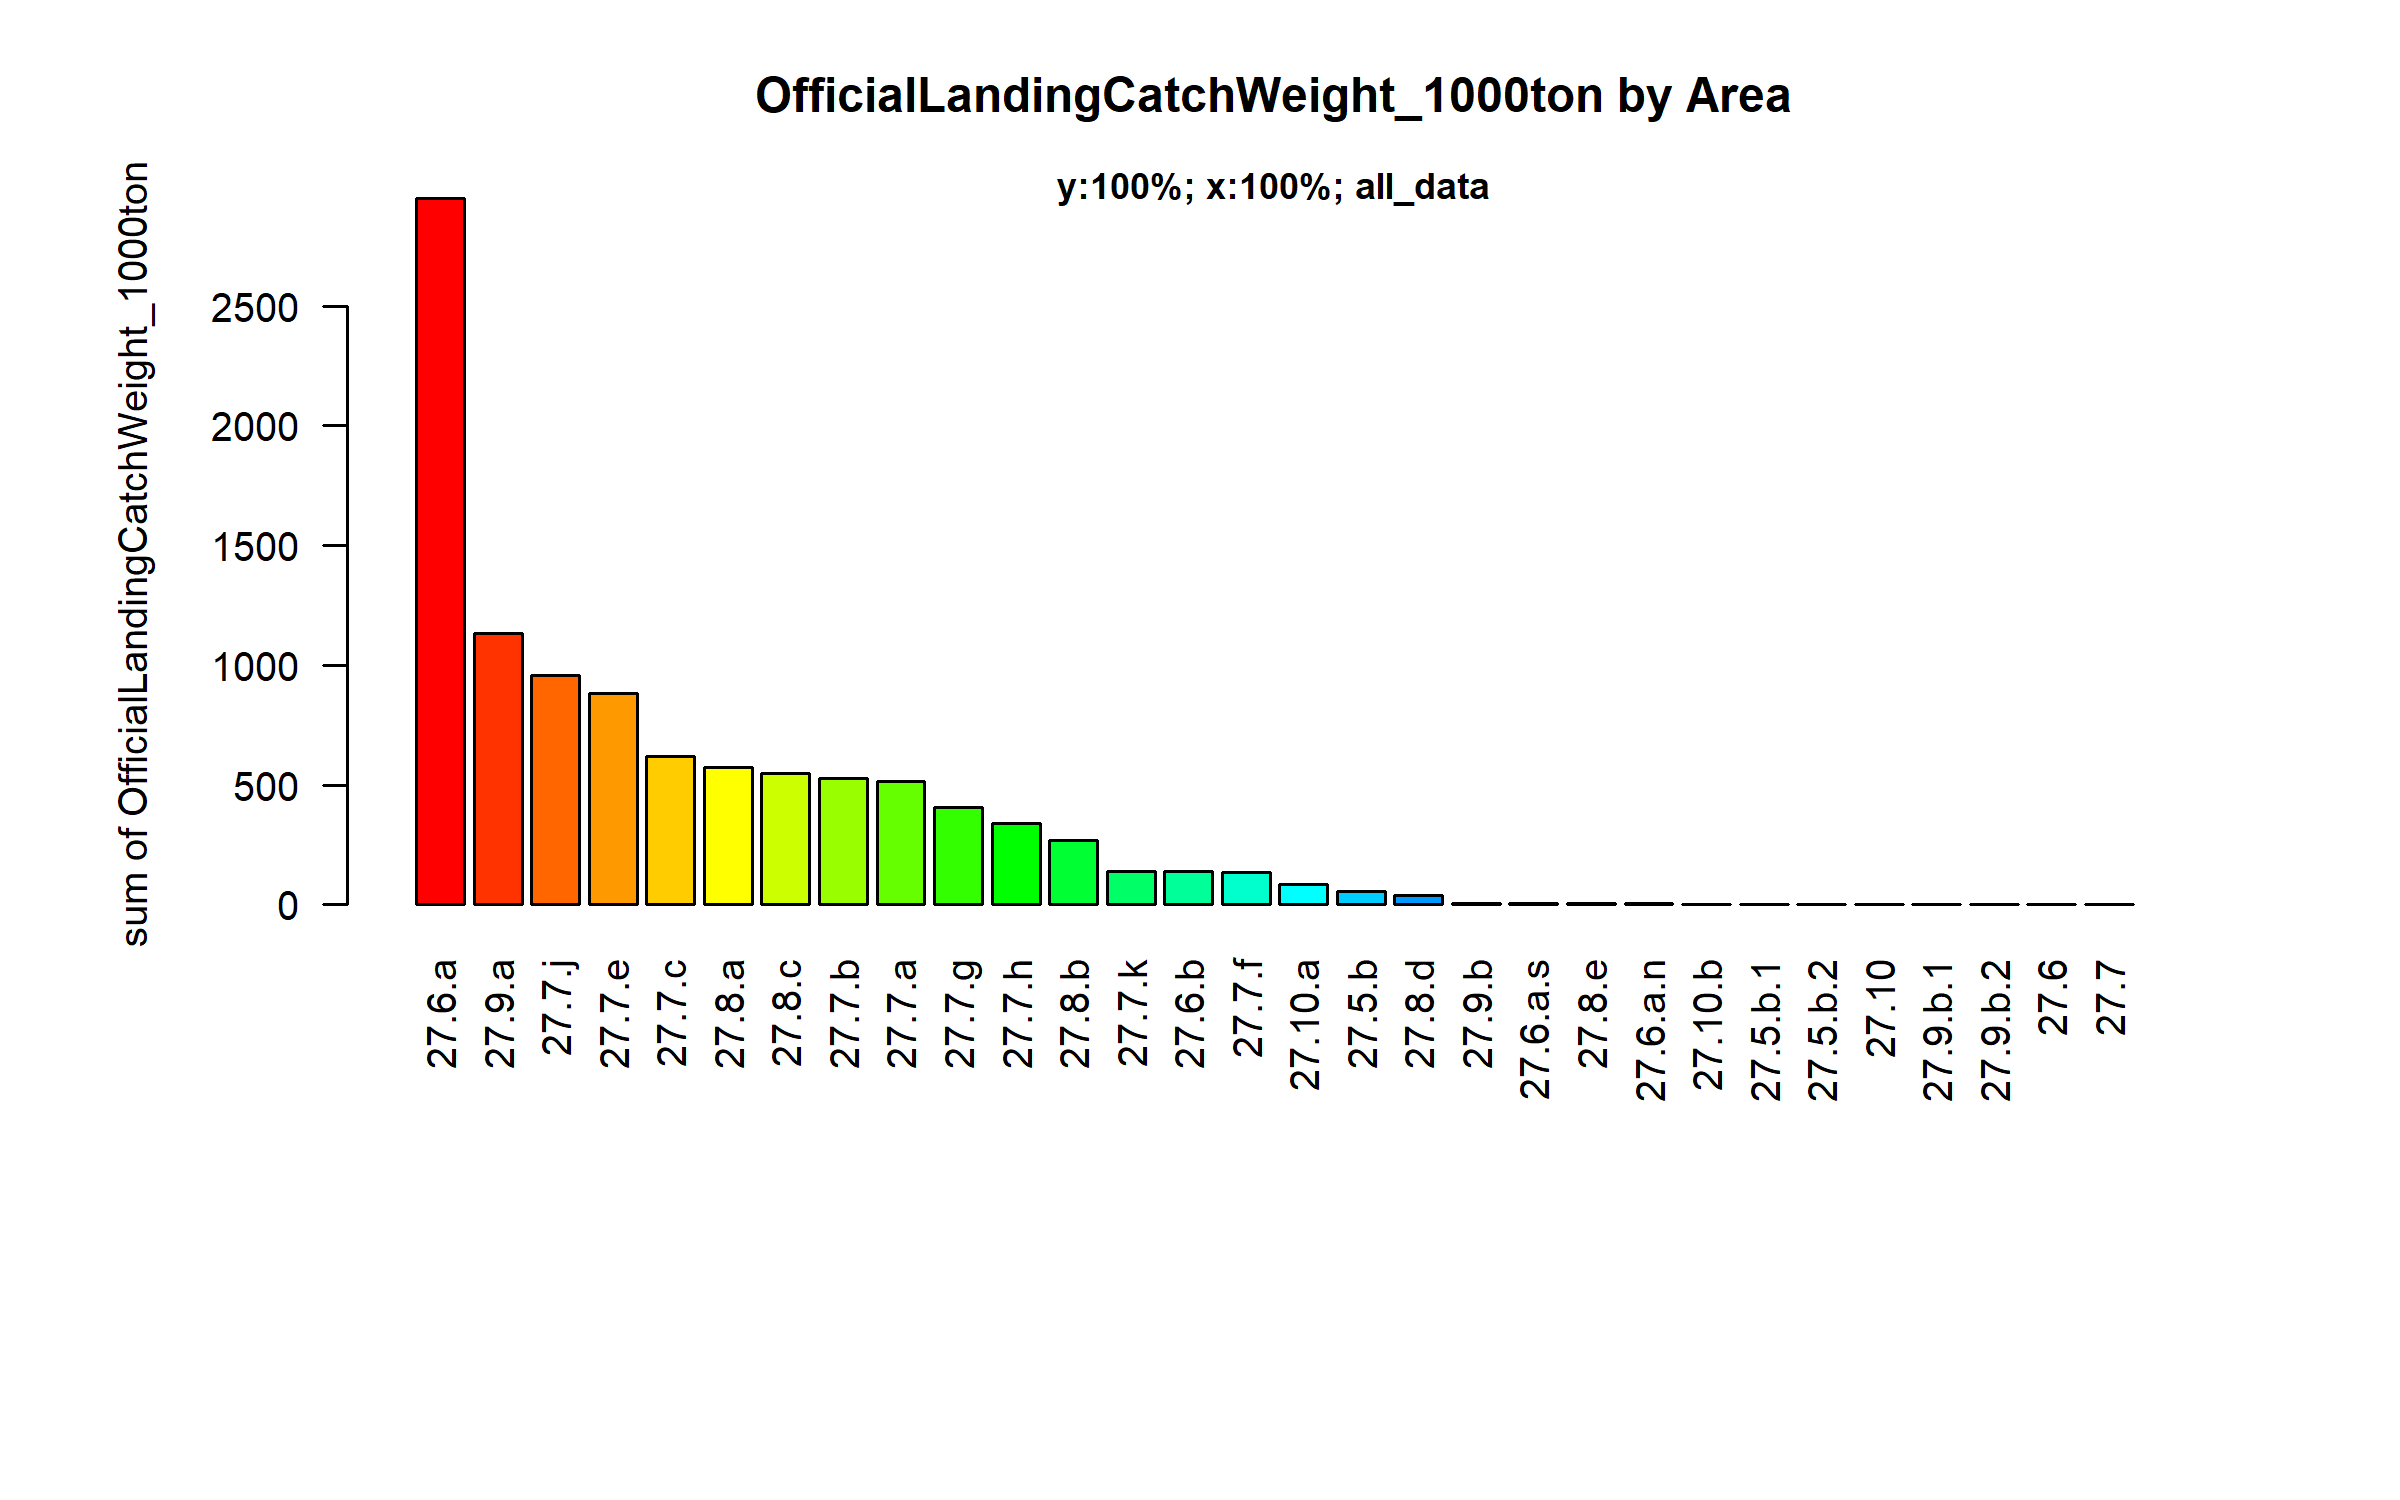 OfficialLandingCatchWeight_1000ton by Area
y:100%; x:100%; all_data
sum of OfficialLandingCatchWeight_1000ton
2500
2000
1500
1000
500
0
27.6.a
27.9.a
27.7.j
27.7.e
27.7.c
27.8.a
27.8.c
27.7.b
27.7.a
27.7.g
27.7.h
27.8.b
27.7.k
27.6.b
27.7.f
27.10.a
27.5.b
27.8.d
27.9.b
27.6.a.s
27.8.e
27.6.a.n
27.10.b
27.5.b.1
27.5.b.2
27.10
27.9.b.1
27.9.b.2
27.6
27.7